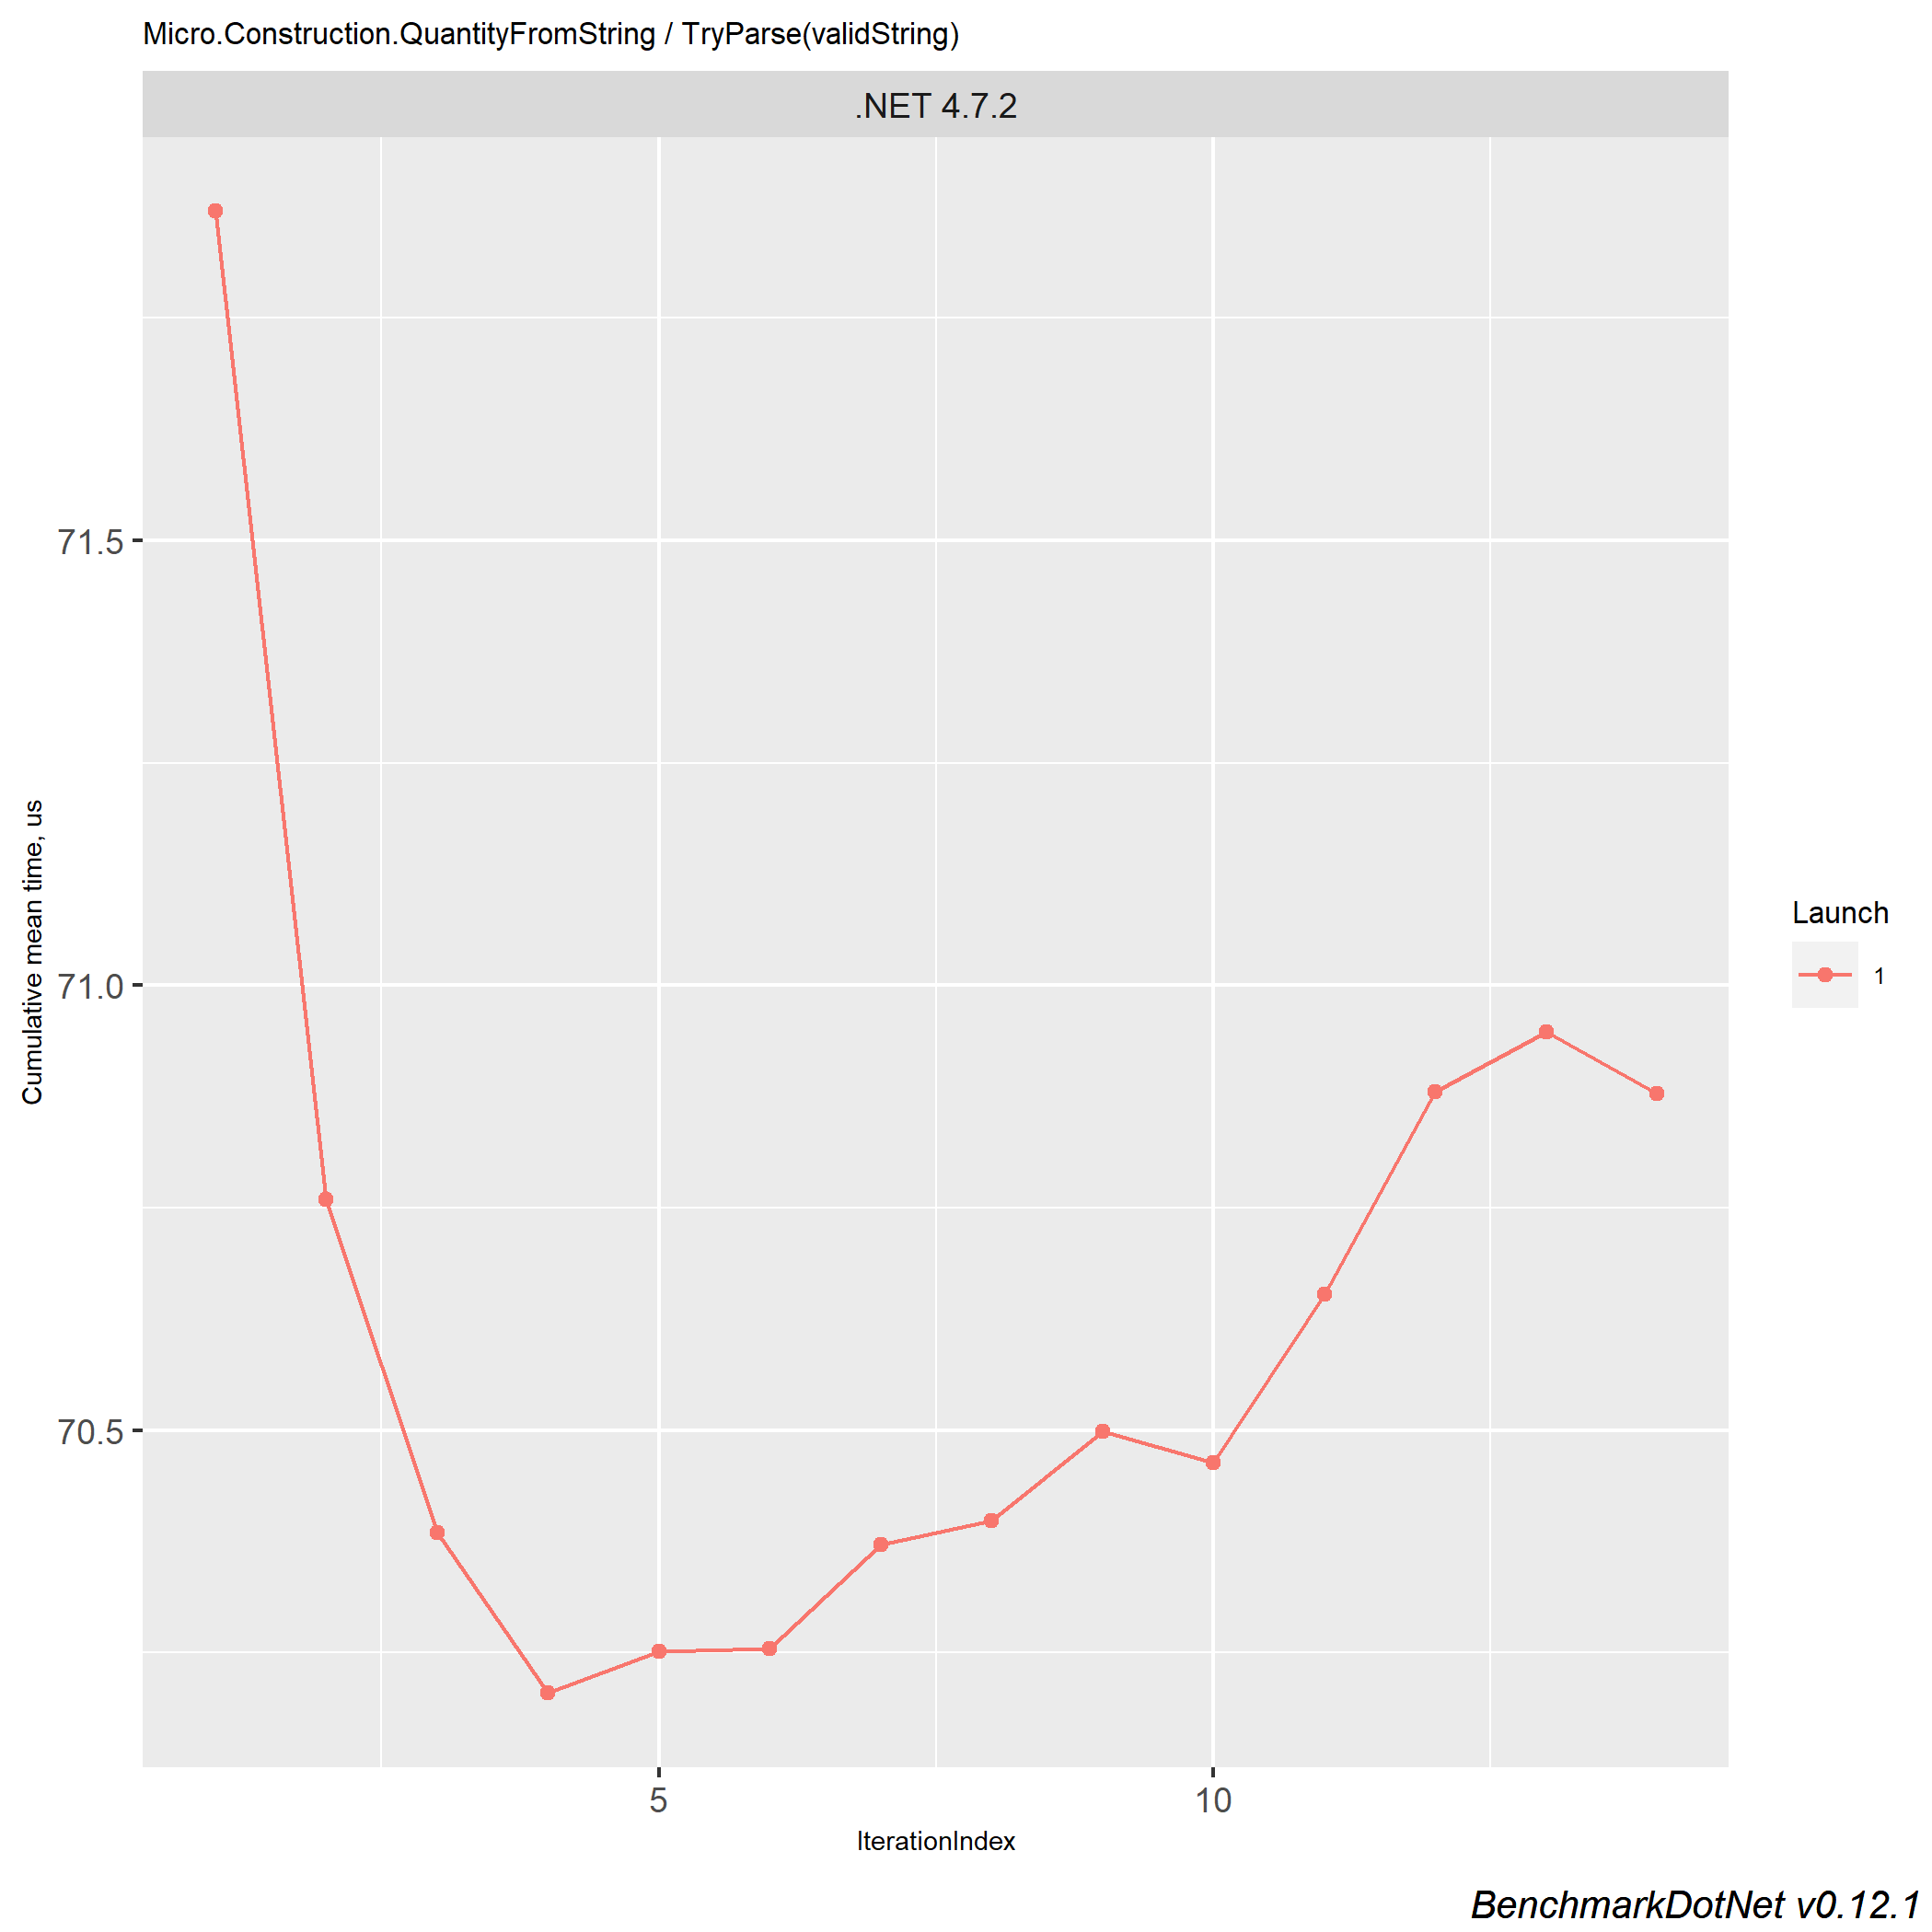 Micro.Construction.QuantityFromString / TryParse(validString)
.NET 4.7.2
71.5
71.0
70.5
Cumulative mean time, us
5
10
IterationIndex
Launch
1
BenchmarkDotNet v0.12.1